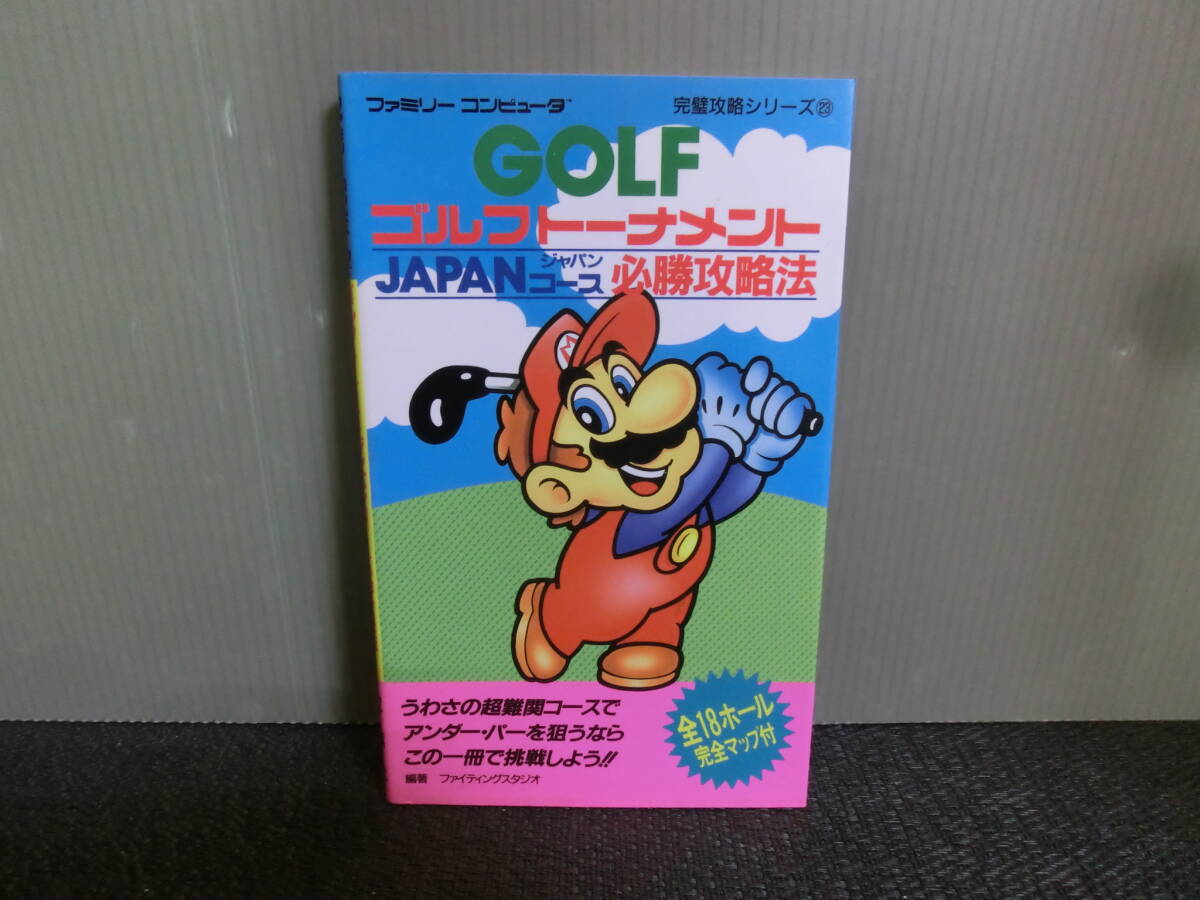 ファミリー コンピュータ™
完璧攻略シリーズ㉓
GOLF
ゴルフトーナメント
JAPANコース 必勝攻略法
ジャパン
M
うわさの超難関コースで
アンダー・パーを狙うなら
この一冊で挑戦しよう!!
編著 ファイティングスタジオ
全18ホール
完全マップ付